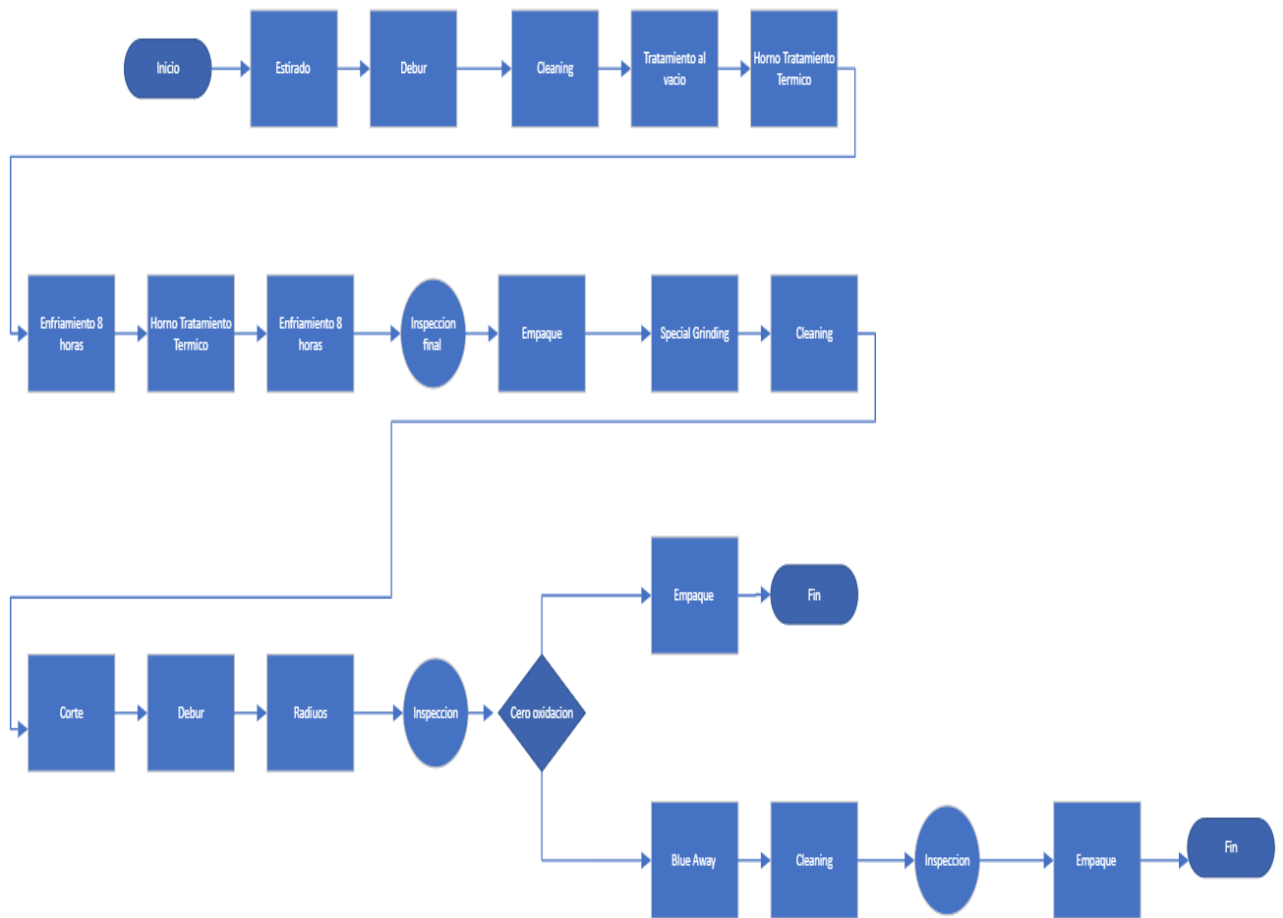 Inicio
Estirado
Debur
Cleaning
Tratamiento al
vacio
Horno Tratamiento
Termico
Enfriamiento 8
horas
Horno Tratamiento
Termico
Enfriamiento 8
horas
Inspeccion
final
Empaque
Special Grinding
Cleaning
Empaque
Fin
Corte
Debur
Radiuos
Inspeccion
Cero oxidacion
Blue Away
Cleaning
Inspeccion
Empaque
Fin